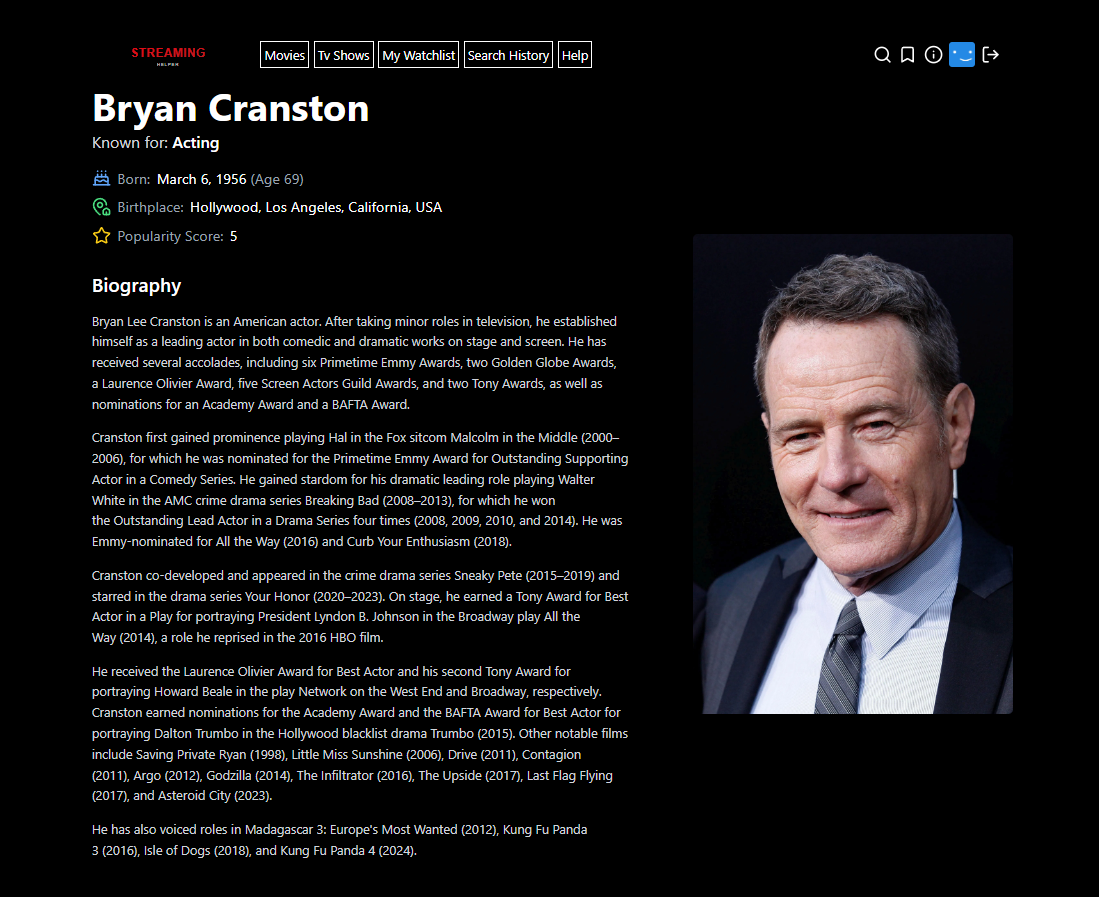 STREAMING
HELPER
Movies
Tv Shows
My Watchlist
Search History
Help
Bryan Cranston
Known for: Acting
Born: March 6, 1956 (Age 69)
Birthplace: Hollywood, Los Angeles, California, USA
Popularity Score: 5
Biography
Bryan Lee Cranston is an American actor. After taking minor roles in television, he established
himself as a leading actor in both comedic and dramatic works on stage and screen. He has
received several accolades, including six Primetime Emmy Awards, two Golden Globe Awards,
a Laurence Olivier Award, five Screen Actors Guild Awards, and two Tony Awards, as well as
nominations for an Academy Award and a BAFTA Award.
Cranston first gained prominence playing Hal in the Fox sitcom Malcolm in the Middle (2000–
2006), for which he was nominated for the Primetime Emmy Award for Outstanding Supporting
Actor in a Comedy Series. He gained stardom for his dramatic leading role playing Walter
White in the AMC crime drama series Breaking Bad (2008–2013), for which he won
the Outstanding Lead Actor in a Drama Series four times (2008, 2009, 2010, and 2014). He was
Emmy-nominated for All the Way (2016) and Curb Your Enthusiasm (2018).
Cranston co-developed and appeared in the crime drama series Sneaky Pete (2015–2019) and
starred in the drama series Your Honor (2020–2023). On stage, he earned a Tony Award for Best
Actor in a Play for portraying President Lyndon B. Johnson in the Broadway play All the
Way (2014), a role he reprised in the 2016 HBO film.
He received the Laurence Olivier Award for Best Actor and his second Tony Award for
portraying Howard Beale in the play Network on the West End and Broadway, respectively.
Cranston earned nominations for the Academy Award and the BAFTA Award for Best Actor for
portraying Dalton Trumbo in the Hollywood blacklist drama Trumbo (2015). Other notable films
include Saving Private Ryan (1998), Little Miss Sunshine (2006), Drive (2011), Contagion
(2011), Argo (2012), Godzilla (2014), The Infiltrator (2016), The Upside (2017), Last Flag Flying
(2017), and Asteroid City (2023).
He has also voiced roles in Madagascar 3: Europe's Most Wanted (2012), Kung Fu Panda
3 (2016), Isle of Dogs (2018), and Kung Fu Panda 4 (2024).